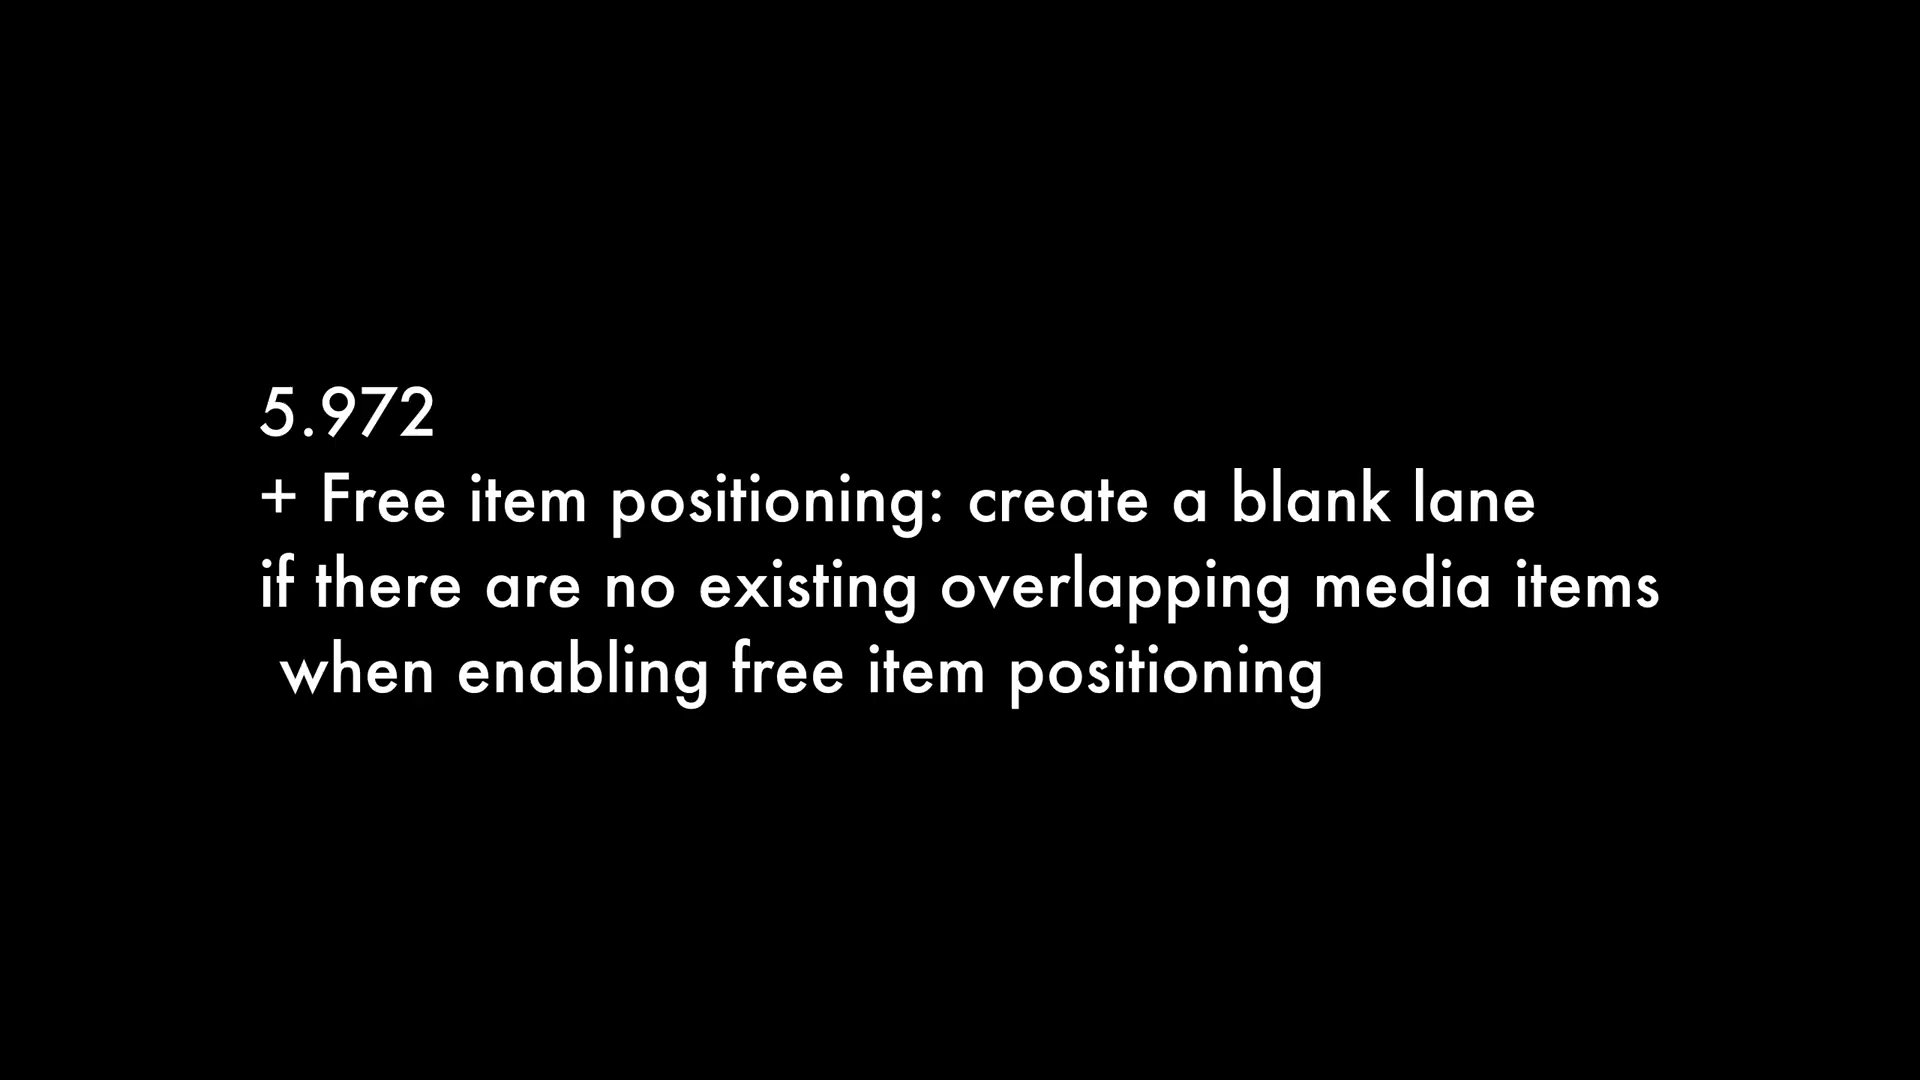 5.972
+ Free item positioning: create a blank lane
if there are no existing overlapping media items
when enabling free item positioning